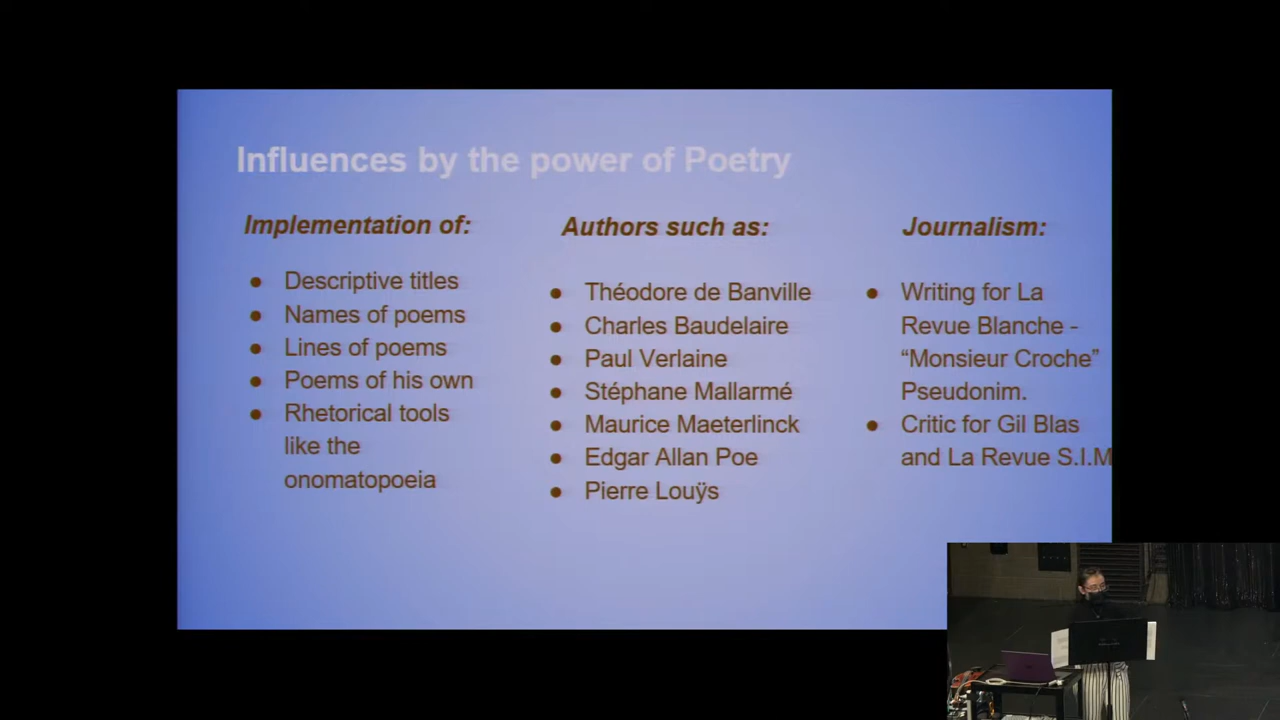 Influences by the power of Poetry
Implementation of:
Descriptive titles
Names of poems
Lines of poems
Poems of his own
Rhetorical tools
like the
onomatopoeia
Authors such as:
Théodore de Banville
Charles Baudelaire
Paul Verlaine
Stéphane Mallarmé
Maurice Maeterlinck
Edgar Allan Poe
Pierre Louÿs
Journalism:
Writing for La
Revue Blanche -
“Monsieur Croche”
Pseudonim.
Critic for Gil Blas
and La Revue S.I.M